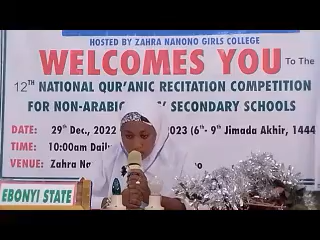 HOSTED BY ZAHRA NANONO GIRLS COLLEGE
WELCOMES YOU To The
12TH NATIONAL QUR'ANIC RECITATION COMPETITION
FOR NON-ARABIC SECONDARY SCHOOLS
DATE: 29th Dec., 2022 2023 (6th- 9th Jimada Akhir, 1444
TIME: 10:00am Daily
VENUE: Zahra
EBONYI STATE